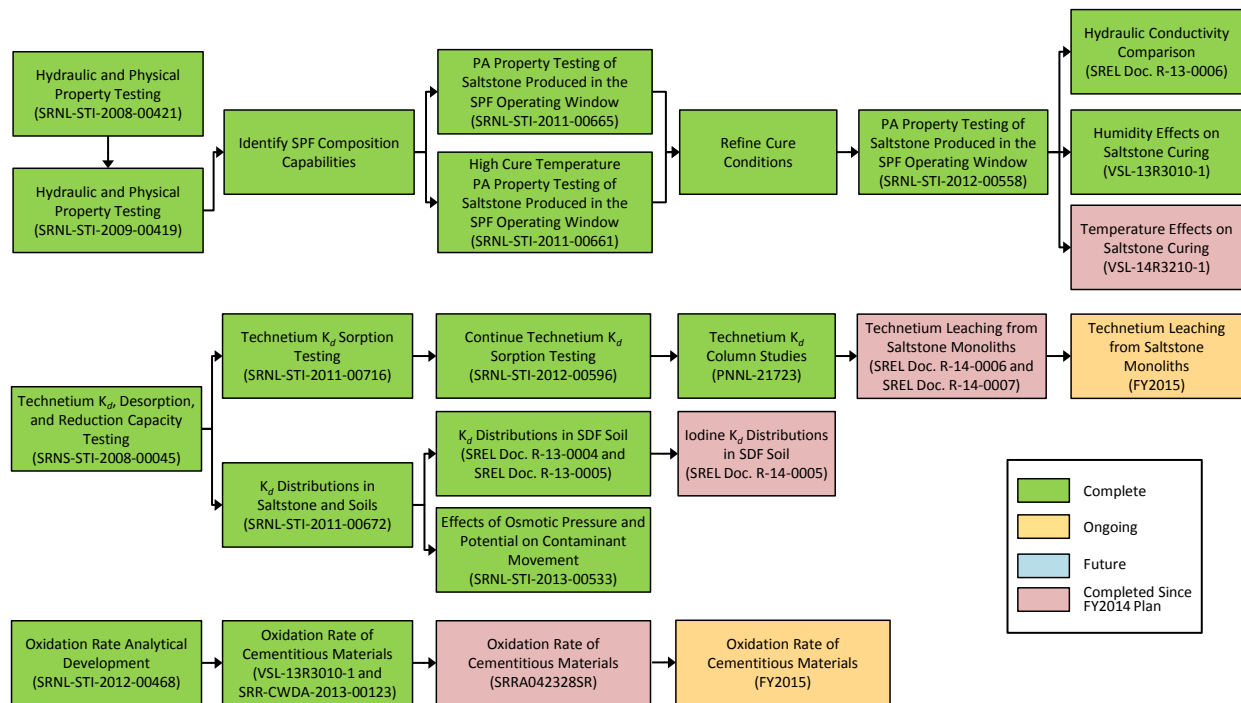 Hydraulic and Physical
Property Testing
(SRNL-STI-2008-00421)
Hydraulic and Physical
Property Testing
(SRNL-STI-2009-00419)
Identify SPF Composition
Capabilities
PA Property Testing of
Saltstone Produced in the
SPF Operating Window
(SRNL-STI-2011-00665)
High Cure Temperature
PA Property Testing of
Saltstone Produced in the
SPF Operating Window
(SRNL-STI-2011-00661)
Refine Cure
Conditions
PA Property Testing of
Saltstone Produced in the
SPF Operating Window
(SRNL-STI-2012-00558)
Hydraulic Conductivity
Comparison
(SREL Doc. R-13-0006)
Humidity Effects on
Saltstone Curing
(VSL-13R3010-1)
Temperature Effects on
Saltstone Curing
(VSL-14R3210-1)
Technetium Kd, Desorption,
and Reduction Capacity
Testing
(SRNS-STI-2008-00045)
Technetium Kd Sorption
Testing
(SRNL-STI-2011-00716)
Continue Technetium Kd
Sorption Testing
(SRNL-STI-2012-00596)
Technetium Kd
Column Studies
(PNNL-21723)
Technetium Leaching from
Saltstone Monoliths
(SREL Doc. R-14-0006 and
SREL Doc. R-14-0007)
Technetium Leaching
from Saltstone
Monoliths
(FY2015)
Kd Distributions in
Saltstone and Soils
(SRNL-STI-2011-00672)
Kd Distributions in SDF Soil
(SREL Doc. R-13-0004 and
SREL Doc. R-13-0005)
Iodine Kd Distributions
in SDF Soil
(SREL Doc. R-14-0005)
Effects of Osmotic Pressure and
Potential on Contaminant
Movement
(SRNL-STI-2013-00533)
Oxidation Rate Analytical
Development
(SRNL-STI-2012-00468)
Oxidation Rate of
Cementitious Materials
(VSL-13R3010-1 and
SRR-CWDA-2013-00123)
Oxidation Rate of
Cementitious Materials
(SRRA042328SR)
Oxidation Rate of
Cementitious Materials
(FY2015)
Complete
Ongoing
Future
Completed Since
FY2014 Plan